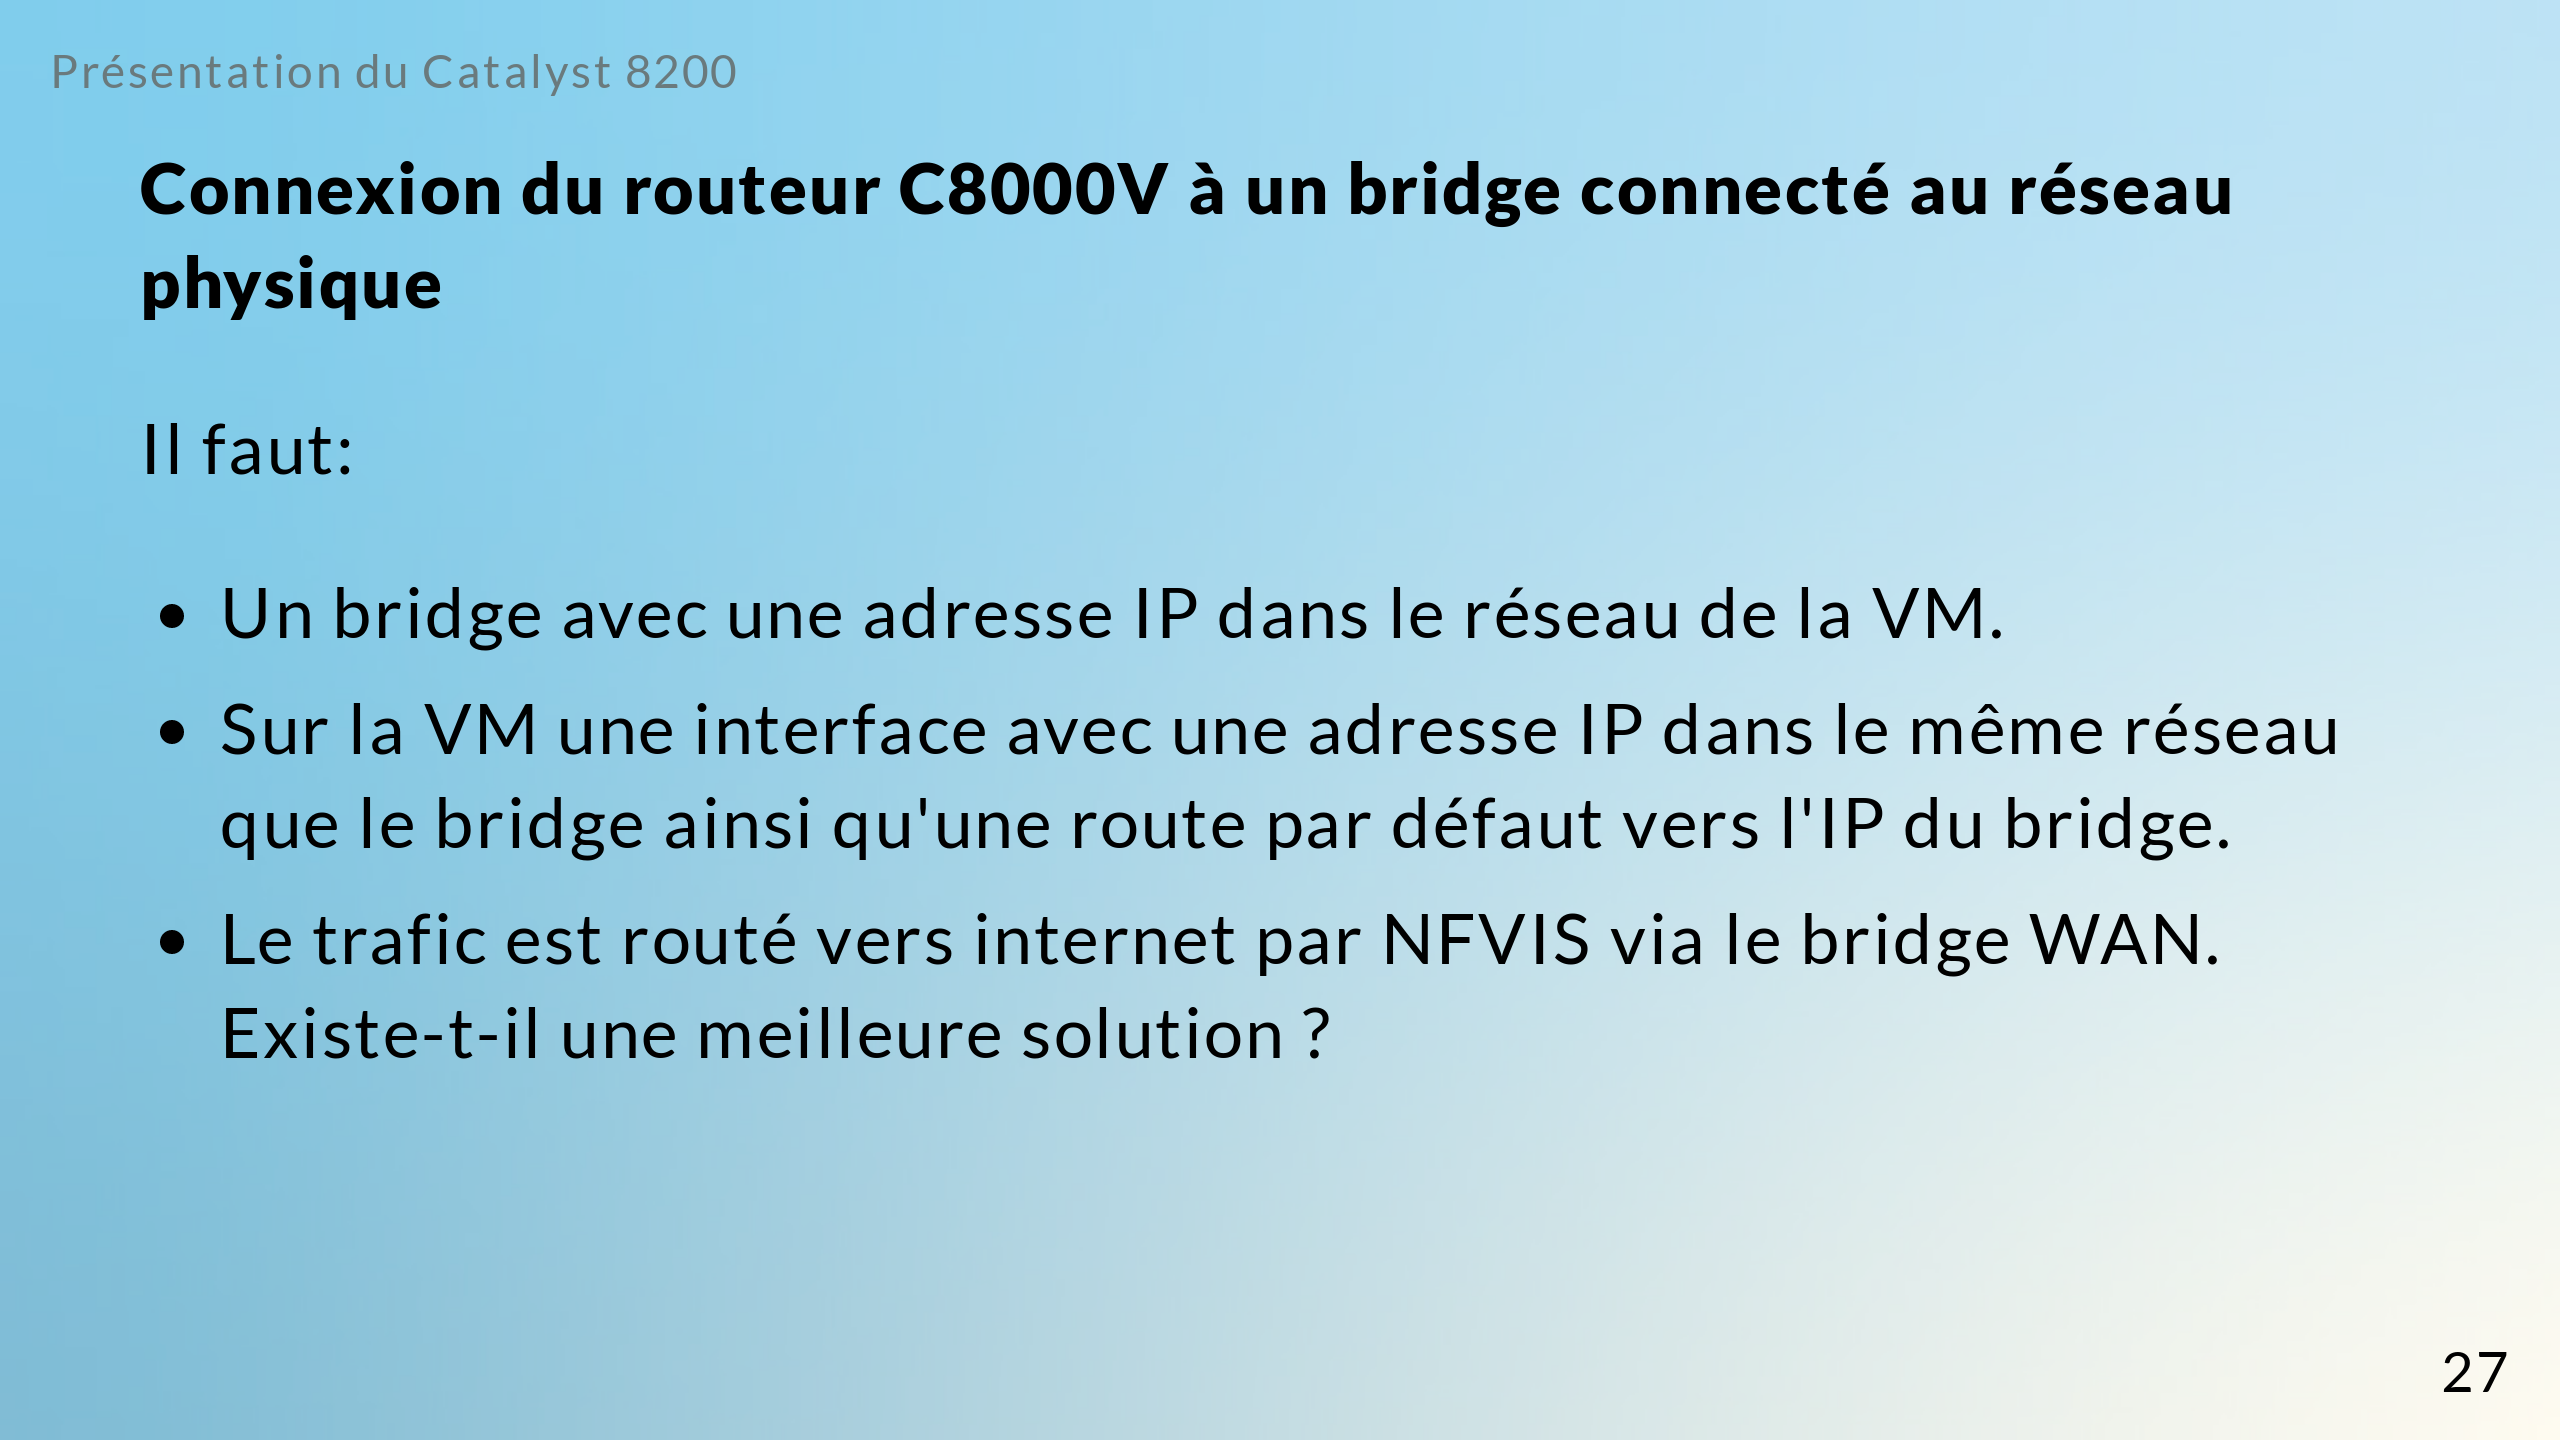 Présentation du Catalyst 8200
Connexion du routeur C8000V à un bridge connecté au réseau
physique
Il faut:
• Un bridge avec une adresse IP dans le réseau de la VM.
• Sur la VM une interface avec une adresse IP dans le même réseau
que le bridge ainsi qu'une route par défaut vers l'IP du bridge.
• Le trafic est routé vers internet par NFVIS via le bridge WAN.
Existe-t-il une meilleure solution ?
27